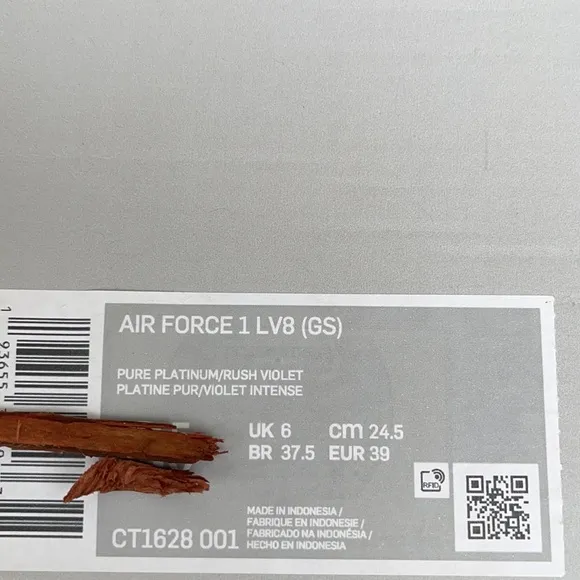 AIR FORCE 1 LV8 (GS)
PURE PLATINUM/RUSH VIOLET
PLATINE PUR/VIOLET INTENSE
UK 6 cm 24.5
BR 37.5 EUR 39
RFID
CT1628 001
MADE IN INDONESIA /
FABRIQUE EN INDONESIE /
FABRICADO NA INDONÉSIA /
HECHO EN INDONESIA
1 93655